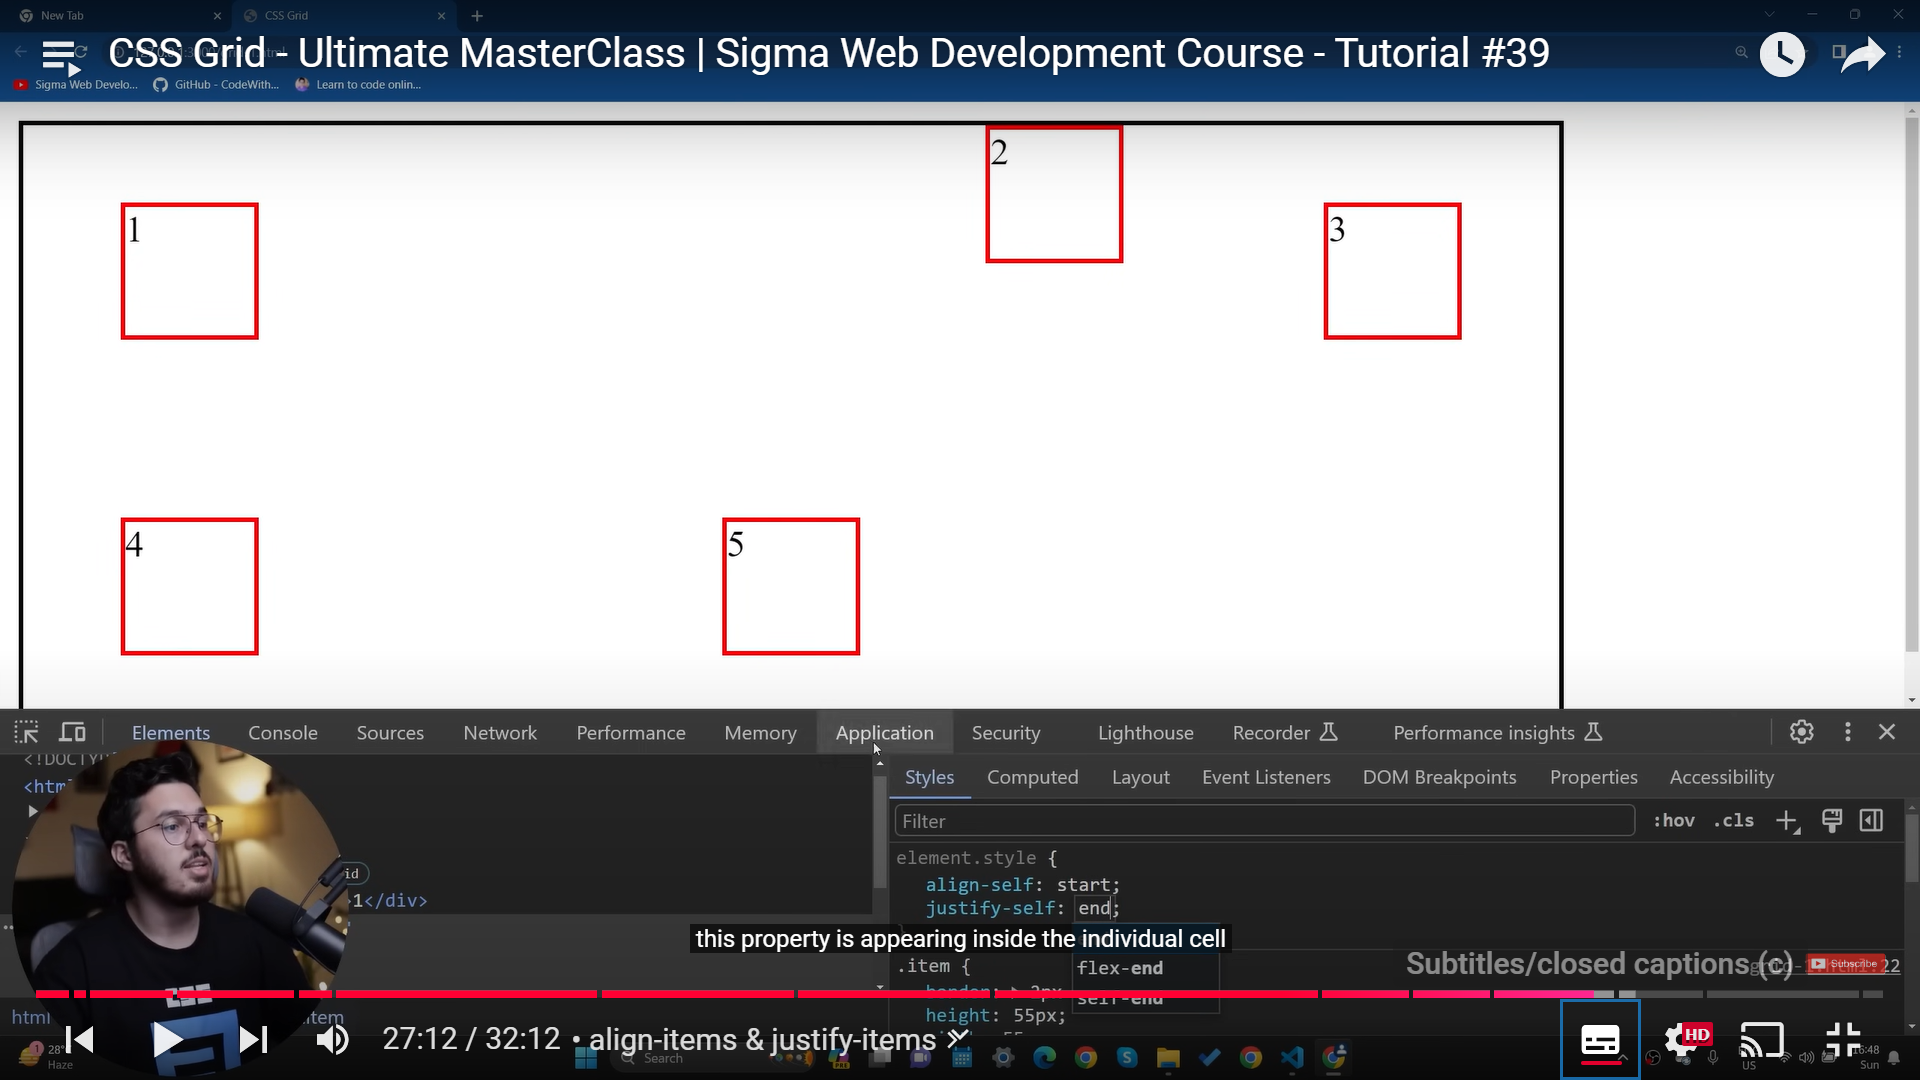 New Tab
CSS Grid
CSS Grid - Ultimate MasterClass | Sigma Web Development Course - Tutorial #39
Sigma Web Develo...
GitHub - CodeWith...
Learn to code onlin...
2
1
3
4
5
Elements
Console
Sources
Network
Performance
Memory
Application
Security
Lighthouse
Recorder
Performance insights
<!DOCTY
<htm
id
>1</div>
Styles
Computed
Layout
Event Listeners
DOM Breakpoints
Properties
Accessibility
Filter
:hov
.cls
element.style {
align-self: start;
justify-self: end;
this property is appearing inside the individual cell
.item {
flex-end
self-end
Subtitles/closed captions (c)
Subscribe
22
2px
height: 55px;
html
item
27:12 / 32:12 • align-items & justify-items
HD
28°
Haze
Search
US
16:48
Sun